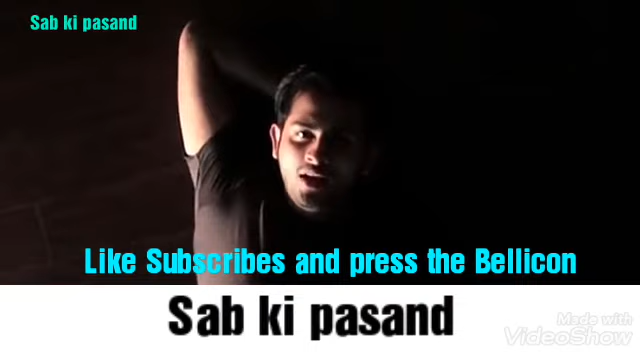 Sab ki pasand
Like Subscribes and press the Bellicon
Sab ki pasand
Made with
VideoShow